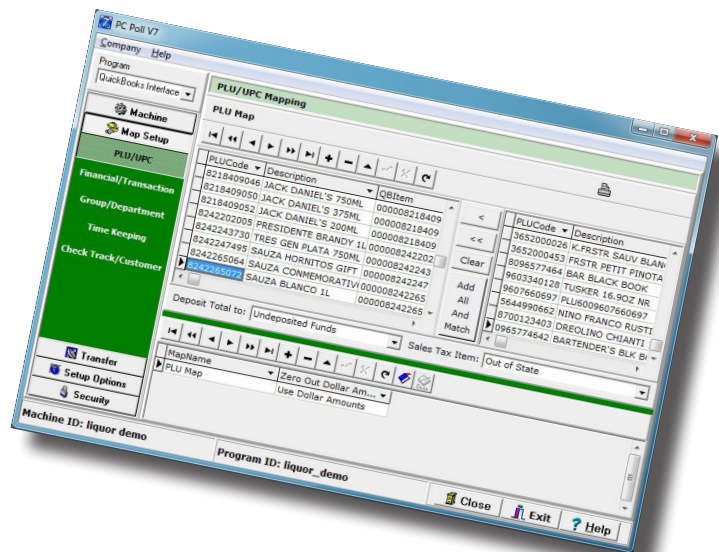 PC Poll V7
Company Help
Program
QuickBooks Interface
Machine
Map Setup
PLU/UPC
Financial/Transaction
Group/Department
Time Keeping
Check Track/Customer
Transfer
Setup Options
Security
PLU/UPC Mapping
PLU Map
PLUCode Description QBItem
8218409046 JACK DANIEL'S 750ML 000008218409
8218409050 JACK DANIEL'S 375ML 000008218409
8218409052 JACK DANIEL'S 200ML 000008218409
8242202005 PRESIDENTE BRANDY 1L 000008242202
8242243730 TRES GEN PLATA 750ML 000008242243
8242247495 SAUZA HORNITOS GIFT 000008242247
8242265064 SAUZA CONMEMORATIV 000008242265
8242265072 SAUZA BLANCO 1L 000008242265
<
<<
Clear
Add
All
And
Match
PLUCode Description
3652000026 K.FRSTR SAUV BLAN
3652000453 FRSTR PETIT PINOTA
8096577464 BAR BLACK BOOK
9603340128 TUSKER 16.9OZ NR
9607660697 PLU6009607660697
5644990662 NINO FRANCO RUSTI
8700123403 DREOLINO CHIANTI
0965774642 BARTENDER'S BLK B
Deposit Total to: Undeposited Funds
Sales Tax Item: Out of State
MapName Zero Out Dollar Am...
PLU Map Use Dollar Amounts
Machine ID: liquor demo
Program ID: liquor_demo
Close
Exit
Help